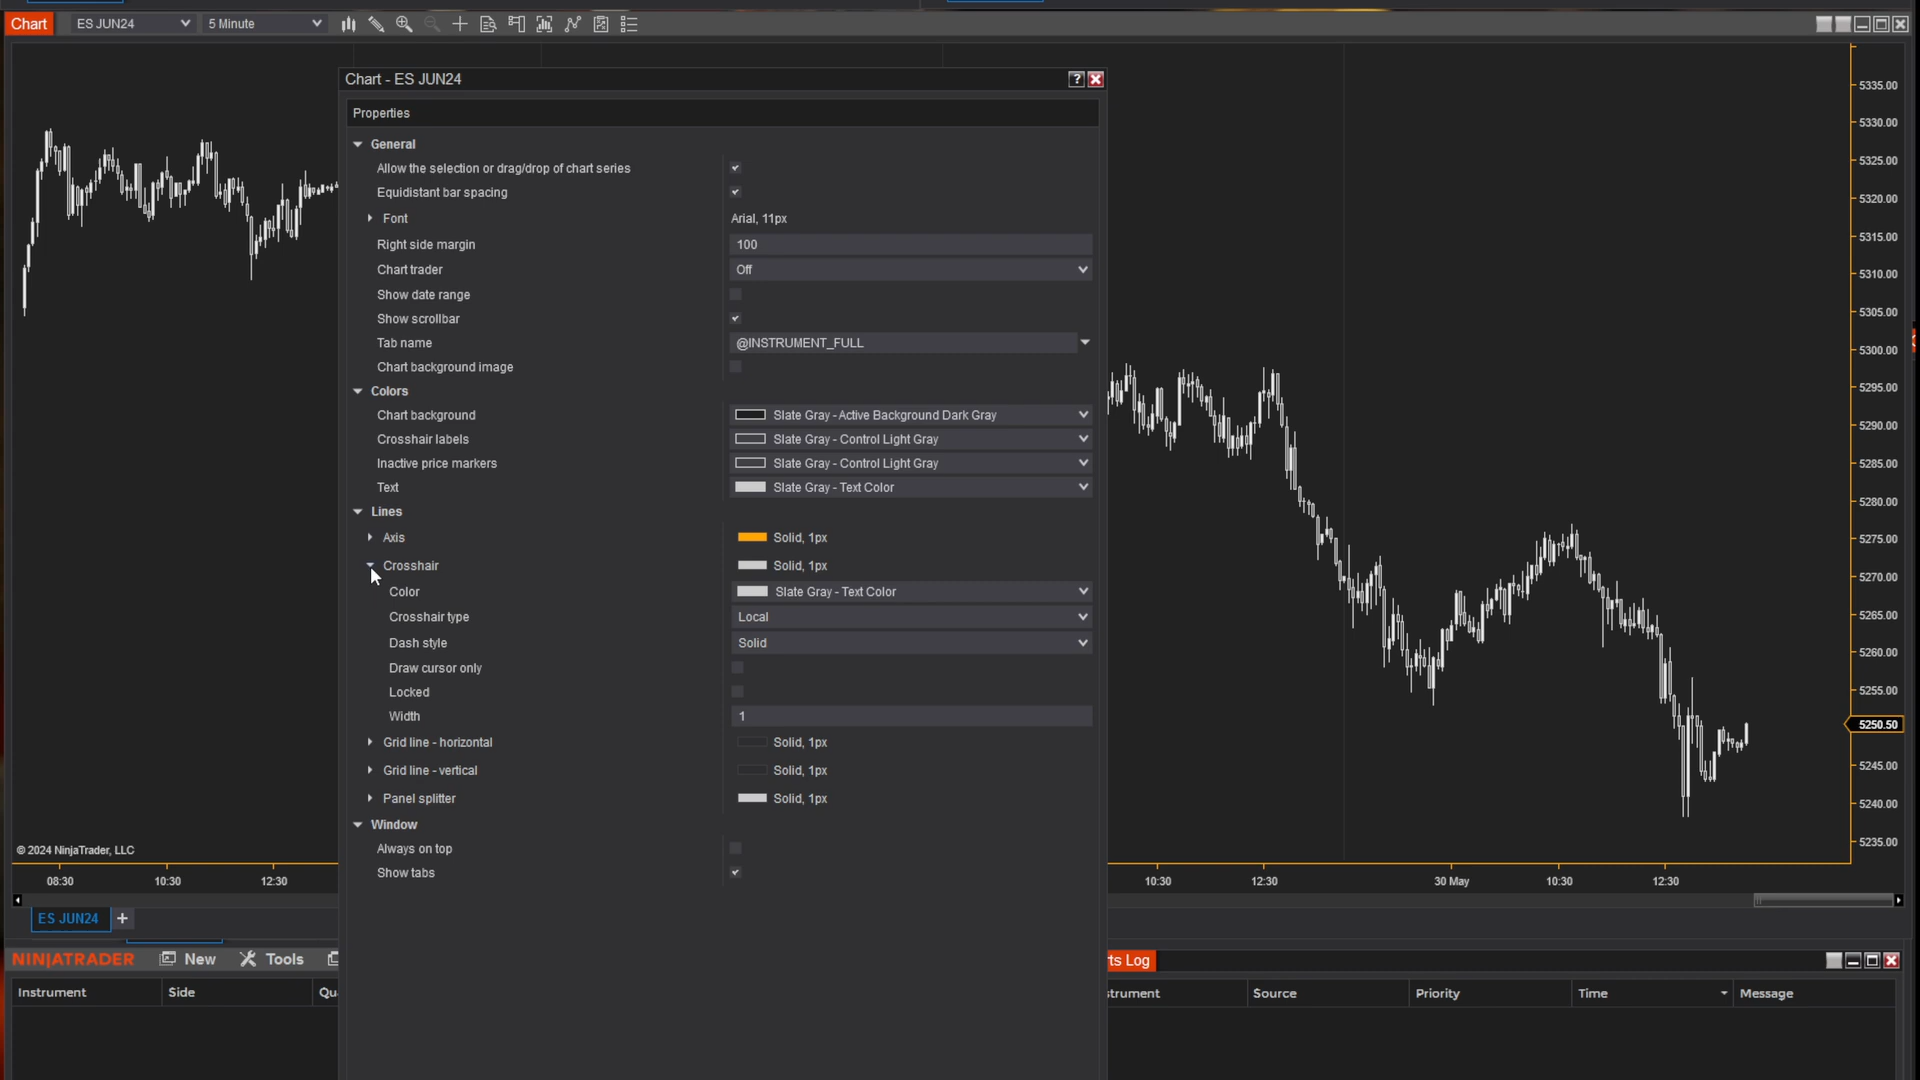 Chart ES JUN24 5 Minute
Chart - ES JUN24 ?
Properties
General
Allow the selection or drag/drop of chart series
Equidistant bar spacing
Font Arial, 11px
Right side margin 100
Chart trader Off
Show date range
Show scrollbar
Tab name @INSTRUMENT_FULL
Chart background image
Colors
Chart background Slate Gray - Active Background Dark Gray
Crosshair labels Slate Gray - Control Light Gray
Inactive price markers Slate Gray - Control Light Gray
Text Slate Gray - Text Color
Lines
Axis Solid, 1px
Crosshair Solid, 1px
Color Slate Gray - Text Color
Crosshair type Local
Dash style Solid
Draw cursor only
Locked
Width 1
Grid line - horizontal Solid, 1px
Grid line - vertical Solid, 1px
Panel splitter Solid, 1px
Window
Always on top
Show tabs
5335.00
5330.00
5325.00
5320.00
5315.00
5310.00
5305.00
5300.00
5295.00
5290.00
5285.00
5280.00
5275.00
5270.00
5265.00
5260.00
5255.00
5250.50
5245.00
5240.00
5235.00
© 2024 NinjaTrader, LLC
08:30 10:30 12:30 10:30 12:30 30 May 10:30 12:30
ES JUN24 +
NINJATRADER New Tools
rts Log
Instrument Side Qu
strument Source Priority Time Message